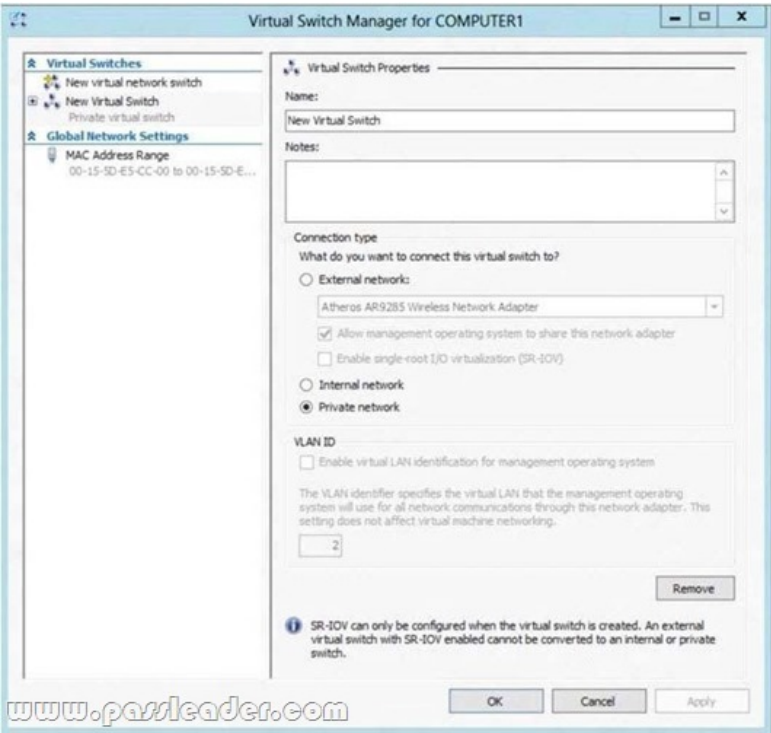 Virtual Switch Manager for COMPUTER1
Virtual Switches
New virtual network switch
New Virtual Switch
Private virtual switch
Global Network Settings
MAC Address Range
00-15-5D-E5-CC-00 to 00-15-5D-E...
Virtual Switch Properties
Name:
New Virtual Switch
Notes:
Connection type
What do you want to connect this virtual switch to?
External network:
Atheros AR9285 Wireless Network Adapter
Allow management operating system to share this network adapter
Enable single-root I/O virtualization (SR-IOV)
Internal network
Private network
VLAN ID
Enable virtual LAN identification for management operating system
The VLAN identifier specifies the virtual LAN that the management operating
system will use for all network communications through this network adapter. This
setting does not affect virtual machine networking.
2
Remove
SR-IOV can only be configured when the virtual switch is created. An external
virtual switch with SR-IOV enabled cannot be converted to an internal or private
switch.
OK
Cancel
Apply
www.passleader.com